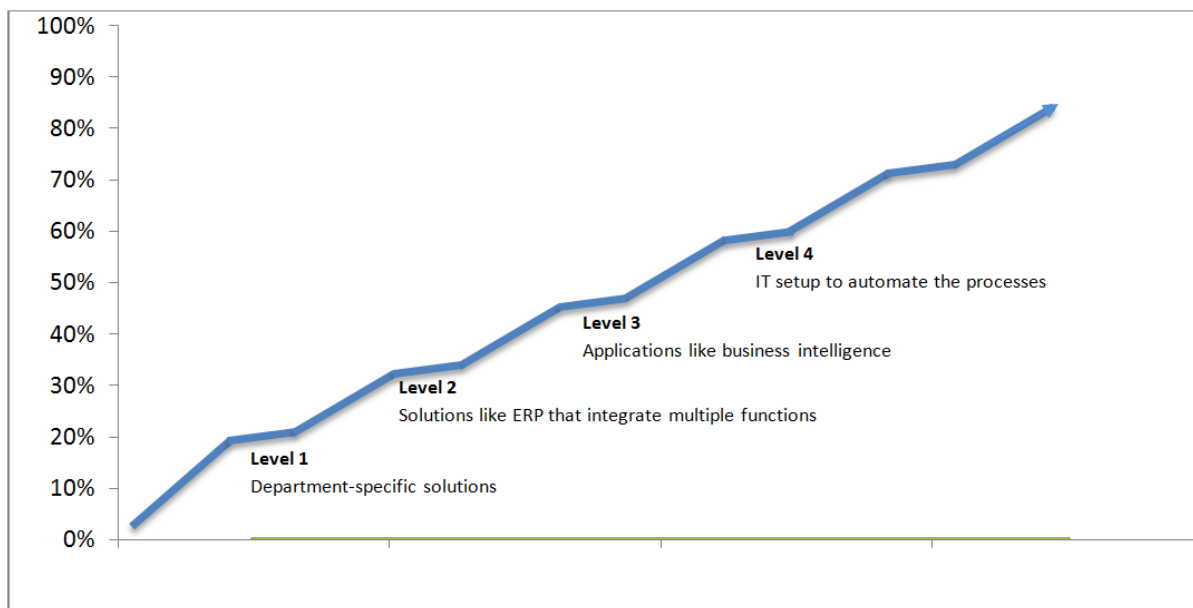 100%
90%
80%
70%
60%
50%
40%
30%
20%
10%
0%
Level 4
IT setup to automate the processes
Level 3
Applications like business intelligence
Level 2
Solutions like ERP that integrate multiple functions
Level 1
Department-specific solutions